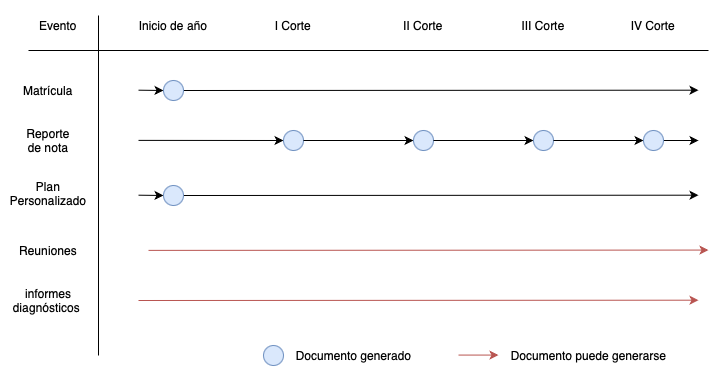 Evento
Inicio de año
I Corte
II Corte
III Corte
IV Corte
Matrícula
Reporte
de nota
Plan
Personalizado
Reuniones
informes
diagnósticos
Documento generado
Documento puede generarse